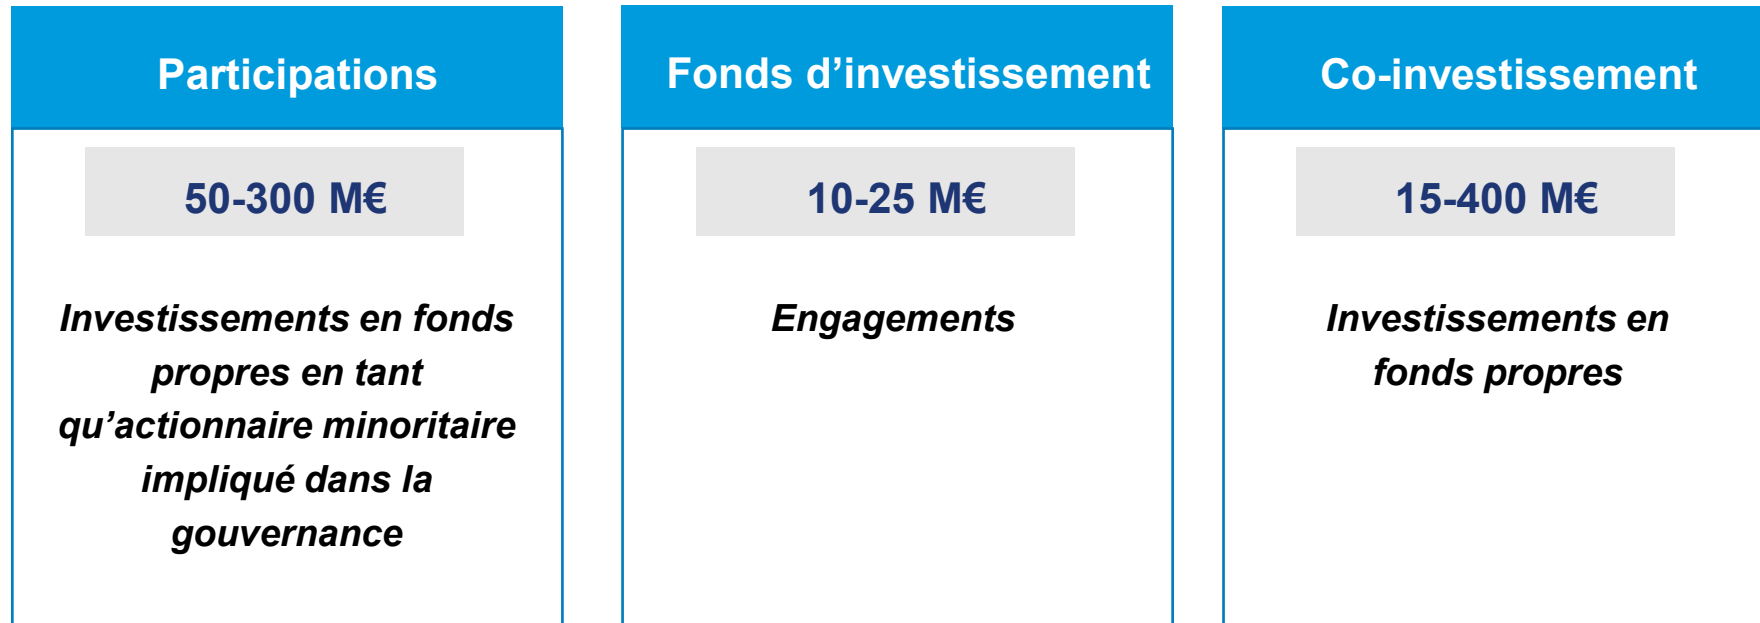 Participations
50-300 M€
Investissements en fonds
propres en tant
qu’actionnaire minoritaire
impliqué dans la
gouvernance
Fonds d’investissement
10-25 M€
Engagements
Co-investissement
15-400 M€
Investissements en
fonds propres